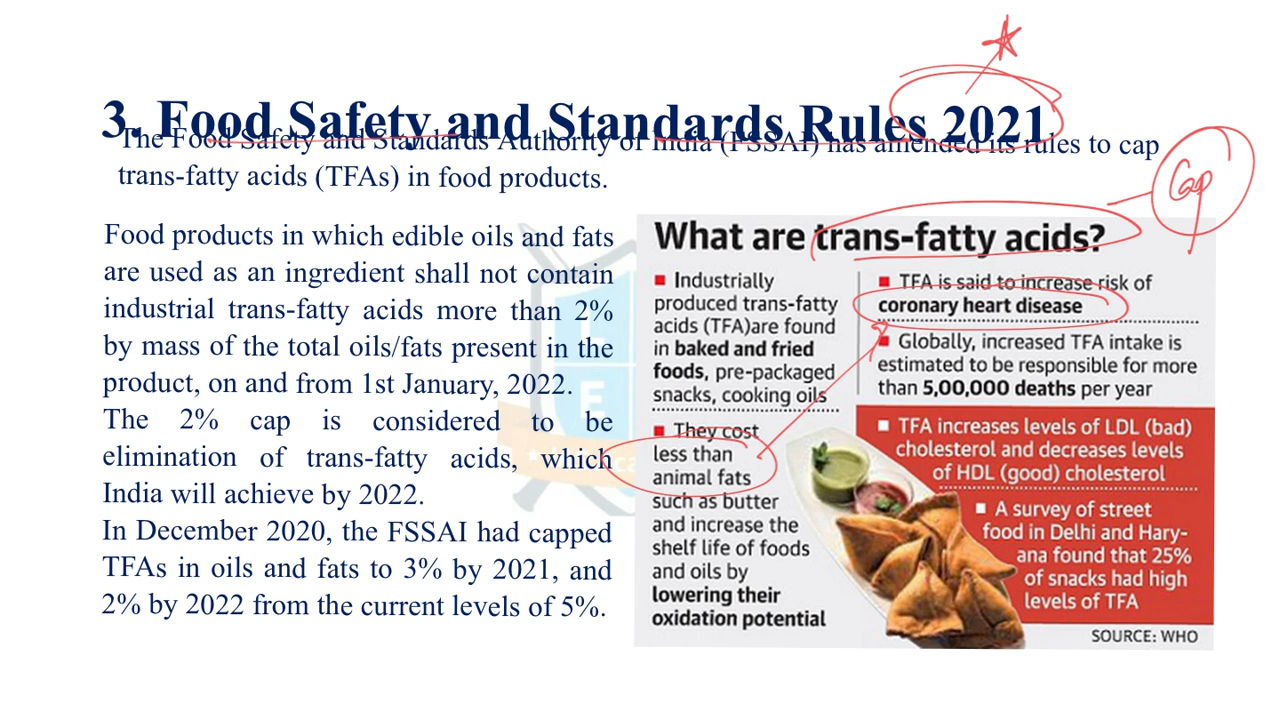 3. Food Safety and Standards Rules 2021
The Food Safety and Standards Authority of India (FSSAI) has amended its rules to cap
trans-fatty acids (TFAs) in food products.
Cap
Food products in which edible oils and fats
are used as an ingredient shall not contain
industrial trans-fatty acids more than 2%
by mass of the total oils/fats present in the
product, on and from 1st January, 2022.
The 2% cap is considered to be
elimination of trans-fatty acids, which
India will achieve by 2022.
In December 2020, the FSSAI had capped
TFAs in oils and fats to 3% by 2021, and
2% by 2022 from the current levels of 5%.
What are trans-fatty acids?
Industrially
produced trans-fatty
acids (TFA)are found
in baked and fried
foods, pre-packaged
snacks, cooking oils
They cost
less than
animal fats
such as butter
and increase the
shelf life of foods
and oils by
lowering their
oxidation potential
TFA is said to increase risk of
coronary heart disease
Globally, increased TFA intake is
estimated to be responsible for more
than 5,00,000 deaths per year
TFA increases levels of LDL (bad)
cholesterol and decreases levels
of HDL (good) cholesterol
A survey of street
food in Delhi and Hary-
ana found that 25%
of snacks had high
levels of TFA
SOURCE: WHO